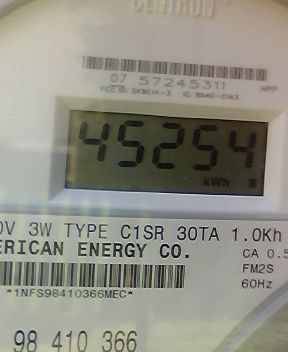 CENTRON
07 57245311
45254
kWh
0V 3W TYPE C1SR 30TA 1.0Kh
ERICAN ENERGY CO.
CA 0.5
FM2S
60Hz
*1NFS98410366MEC*
98 410 366